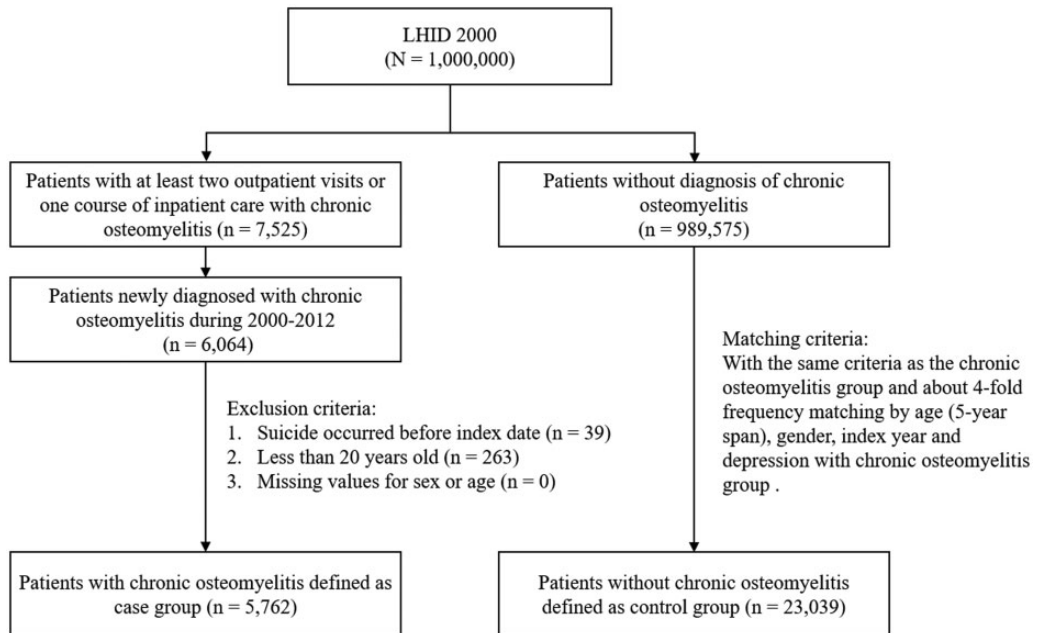 LHID 2000
(N = 1,000,000)
Patients with at least two outpatient visits or
one course of inpatient care with chronic
osteomyelitis (n = 7,525)
Patients without diagnosis of chronic
osteomyelitis
(n = 989,575)
Patients newly diagnosed with chronic
osteomyelitis during 2000-2012
(n = 6,064)
Exclusion criteria:
1. Suicide occurred before index date (n = 39)
2. Less than 20 years old (n = 263)
3. Missing values for sex or age (n = 0)
Matching criteria:
With the same criteria as the chronic
osteomyelitis group and about 4-fold
frequency matching by age (5-year
span), gender, index year and
depression with chronic osteomyelitis
group .
Patients with chronic osteomyelitis defined as
case group (n = 5,762)
Patients without chronic osteomyelitis
defined as control group (n = 23,039)